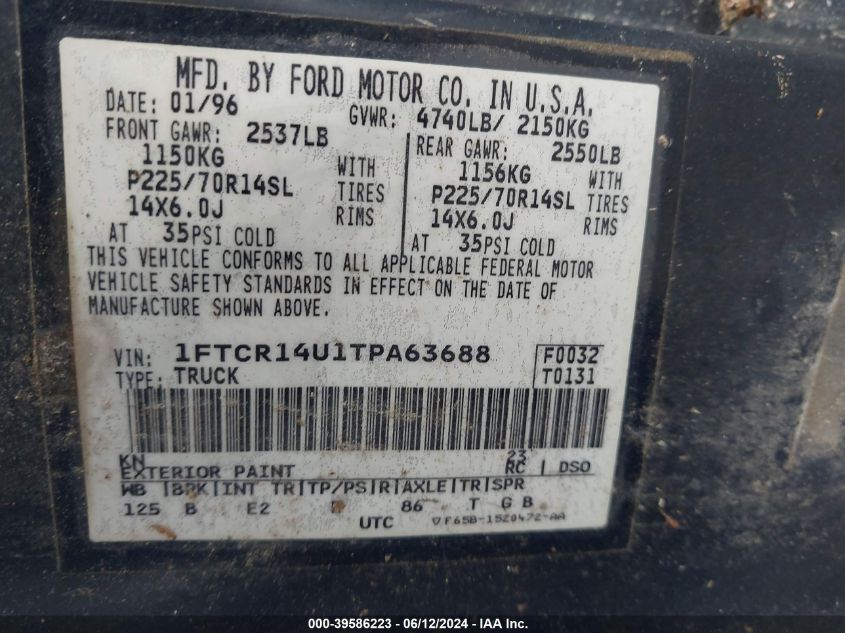 MFD. BY FORD MOTOR CO. IN U.S.A.
DATE: 01/96 GVWR: 4740LB/ 2150KG
FRONT GAWR: 2537LB REAR GAWR: 2550LB
1150KG WITH 1156KG WITH
P225/70R14SL TIRES P225/70R14SL TIRES
14X6.0J RIMS 14X6.0J RIMS
AT 35PSI COLD AT 35PSI COLD
THIS VEHICLE CONFORMS TO ALL APPLICABLE FEDERAL MOTOR
VEHICLE SAFETY STANDARDS IN EFFECT ON THE DATE OF
MANUFACTURE SHOWN ABOVE.
VIN: 1FTCR14U1TPA63688 F0032
TYPE: TRUCK T0131
KN 23
EXTERIOR PAINT RC | DSO
WB |BRK|INT TR|TP/PS|R|AXLE|TR|SPR
125 B E2 86 T G B
UTC ▽F65B-1520472-AA
000-39586223 - 06/12/2024 - IAAI.com